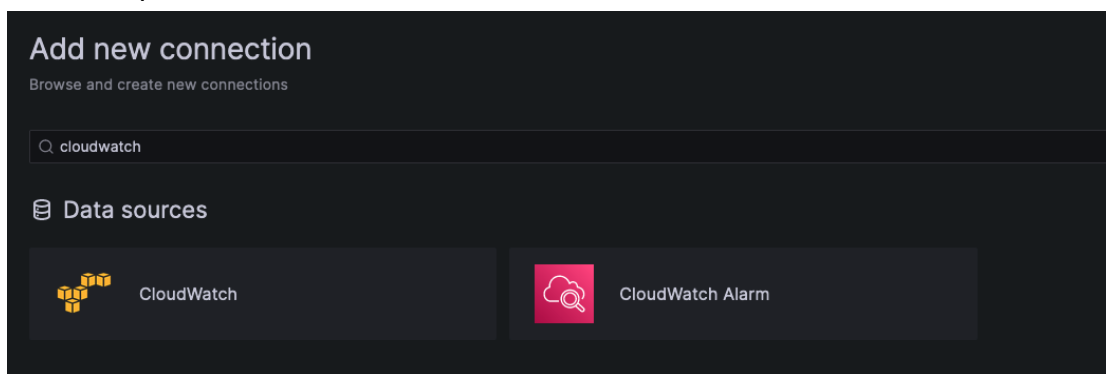 Add new connection
Browse and create new connections
cloudwatch
Data sources
CloudWatch
CloudWatch Alarm